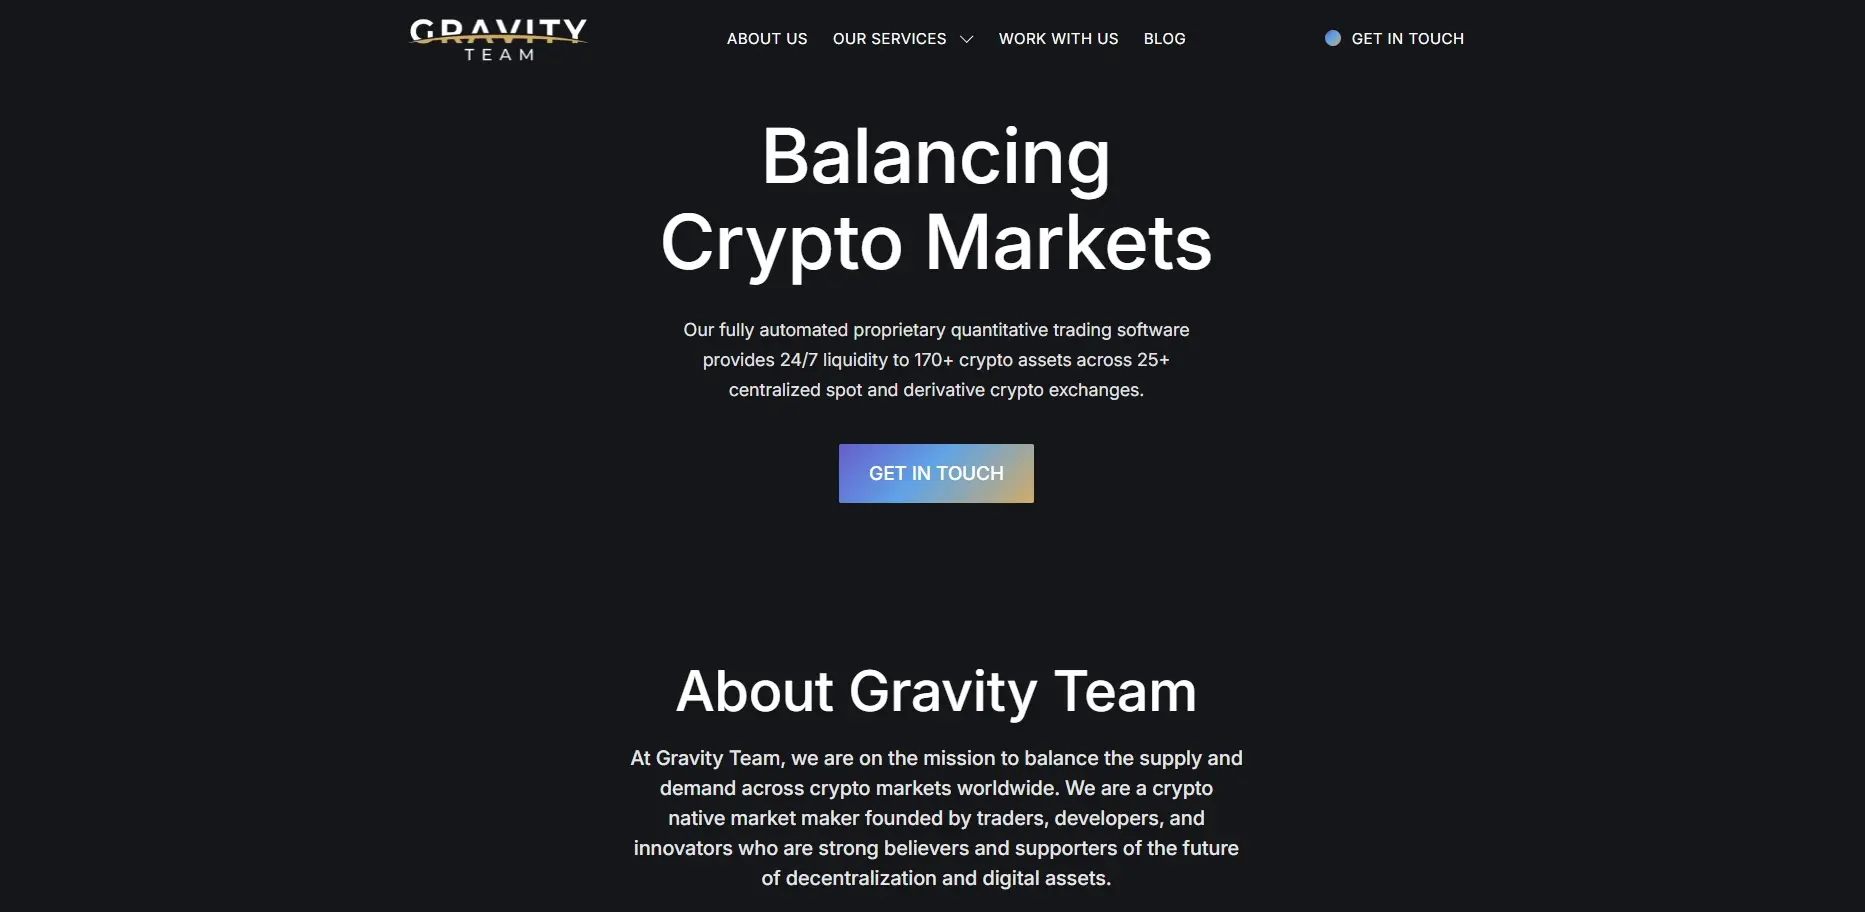 GRAVITY
TEAM
ABOUT US
OUR SERVICES
WORK WITH US
BLOG
GET IN TOUCH
Balancing
Crypto Markets
Our fully automated proprietary quantitative trading software
provides 24/7 liquidity to 170+ crypto assets across 25+
centralized spot and derivative crypto exchanges.
GET IN TOUCH
About Gravity Team
At Gravity Team, we are on the mission to balance the supply and
demand across crypto markets worldwide. We are a crypto
native market maker founded by traders, developers, and
innovators who are strong believers and supporters of the future
of decentralization and digital assets.